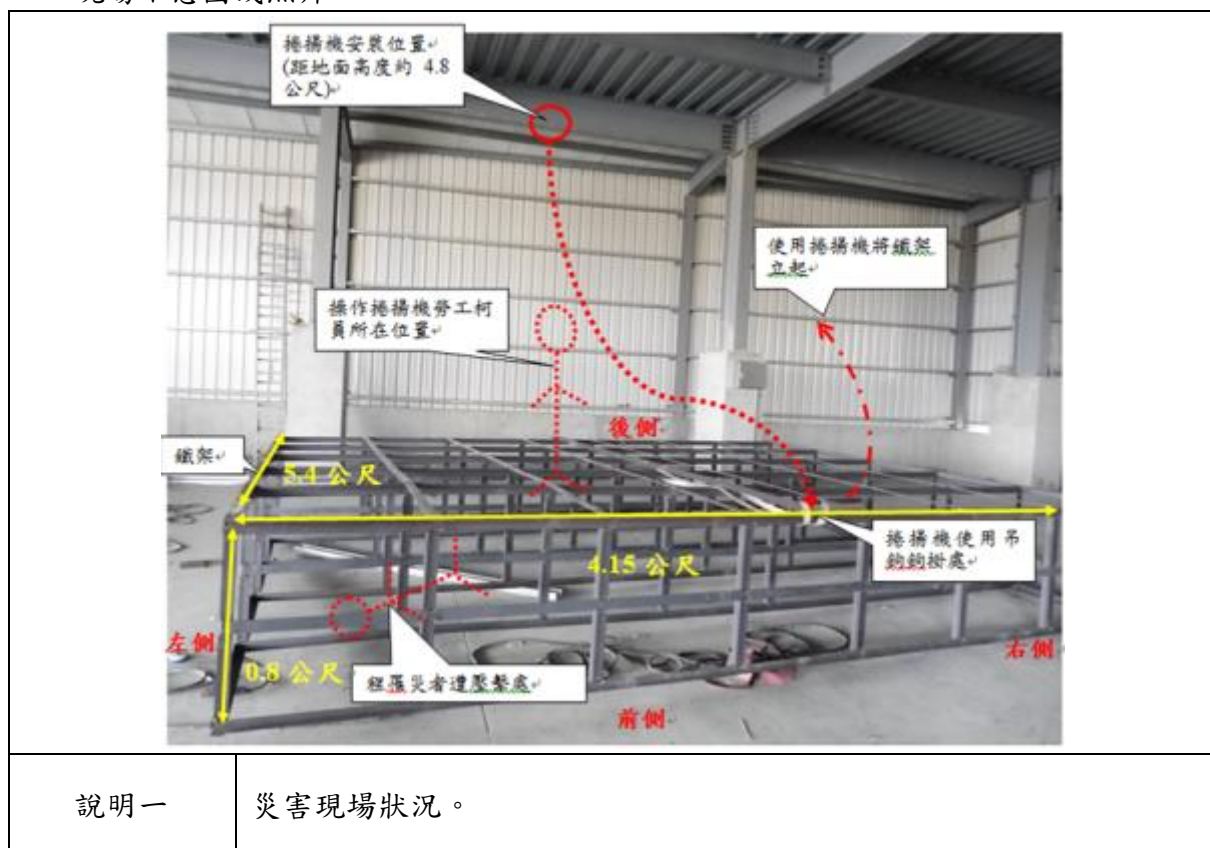 捲揚機安裝位置
(距地面高度約 4.8
公尺)
使用捲揚機將鐵架
立起
操作捲揚機勞工柯
員所在位置
後側
鐵架
5.4 公尺
捲揚機使用吊
鉤鉤掛處
4.15 公尺
左側
0.8 公尺
程罹災者遭壓擊處
右側
前側
說明一
災害現場狀況。